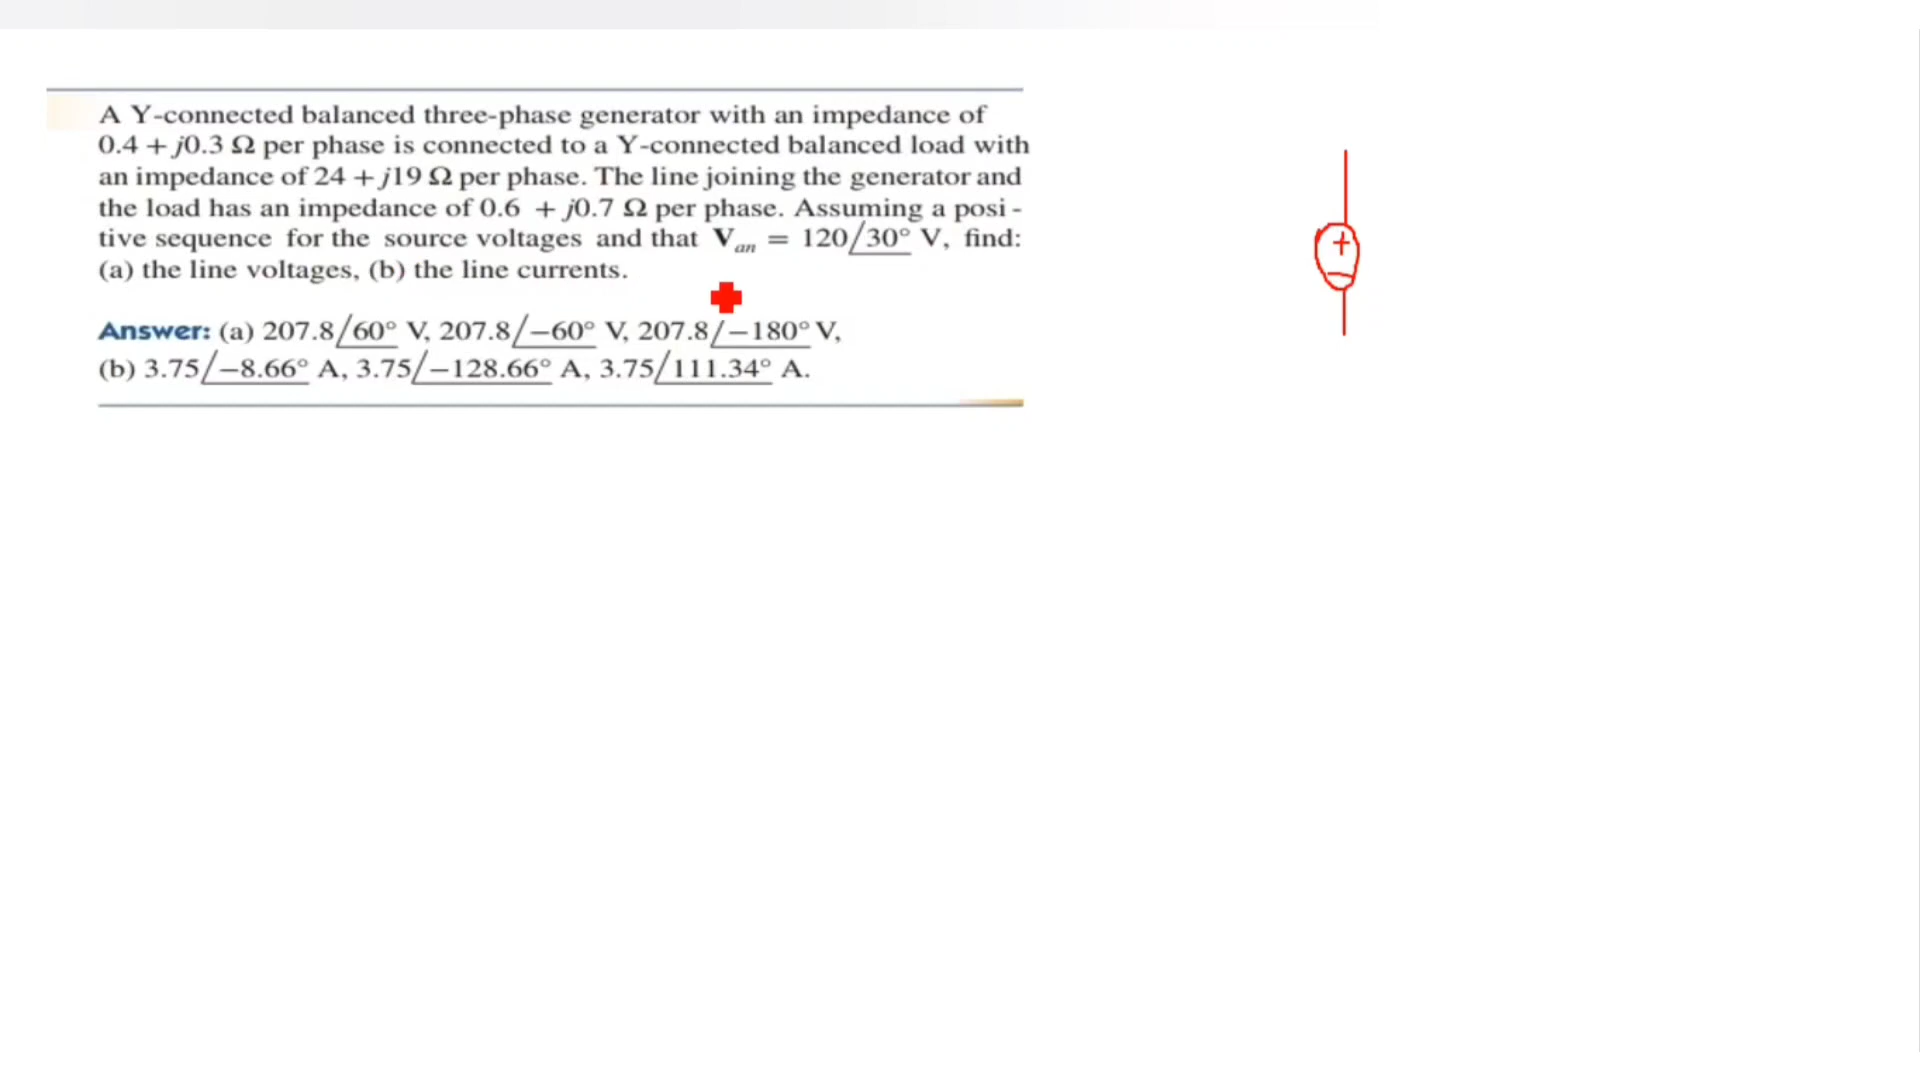 A Y-connected balanced three-phase generator with an impedance of
0.4 + j0.3 Ω per phase is connected to a Y-connected balanced load with
an impedance of 24 + j19 Ω per phase. The line joining the generator and
the load has an impedance of 0.6 + j0.7 Ω per phase. Assuming a posi-
tive sequence for the source voltages and that Van = 120/30° V, find:
(a) the line voltages, (b) the line currents.
Answer: (a) 207.8/60° V, 207.8/−60° V, 207.8/−180° V,
(b) 3.75/−8.66° A, 3.75/−128.66° A, 3.75/111.34° A.
+
−